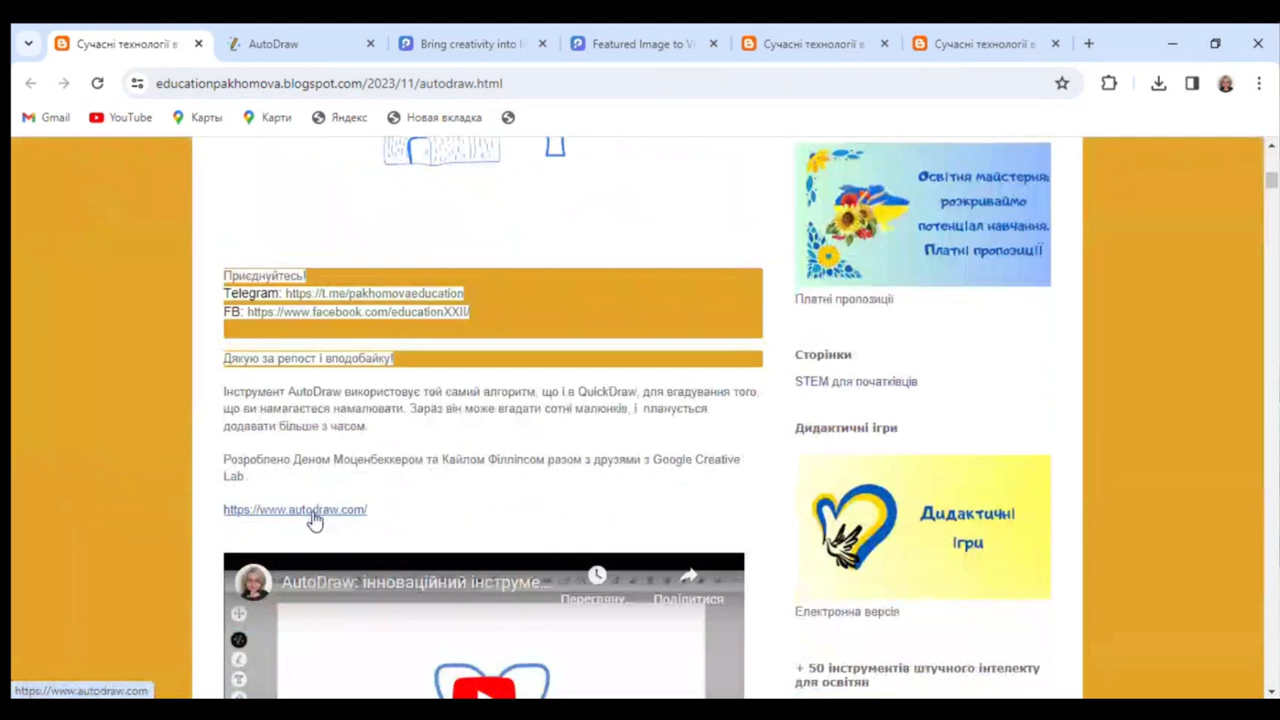 Сучасні технології в
AutoDraw
Bring creativity into l
Featured Image to Vi
Сучасні технології в
Сучасні технології в
educationpakhomova.blogspot.com/2023/11/autodraw.html
Gmail
YouTube
Карты
Карти
Яндекс
Новая вкладка
Приєднуйтесь!
Telegram: https://t.me/pakhomovaeducation
FB: https://www.facebook.com/educationXXII/
Дякую за репост і вподобайку!
Інструмент AutoDraw використовує той самий алгоритм, що і в QuickDraw, для вгадування того,
що ви намагаєтеся намалювати. Зараз він може вгадати сотні малюнків, і планується
додавати більше з часом.
Розроблено Деном Моценбеккером та Кайлом Філліпсом разом з друзями з Google Creative
Lab
https://www.autodraw.com/
AutoDraw: інноваційний інструме...
Перегляну...
Поділитися
Освітня майстерня:
розкриваймо
потенціал навчання.
Платні пропозиції
Платні пропозиції
Сторінки
STEM для початківців
Дидактичні ігри
Дидактичні
ігри
Електронна версія
+ 50 інструментів штучного інтелекту
для освітян
https://www.autodraw.com